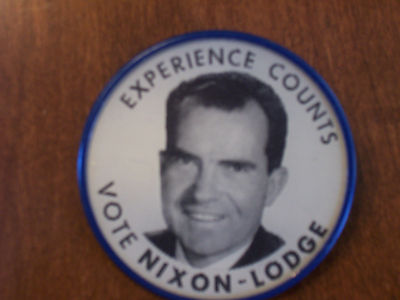 EXPERIENCE COUNTS
VOTE NIXON-LODGE